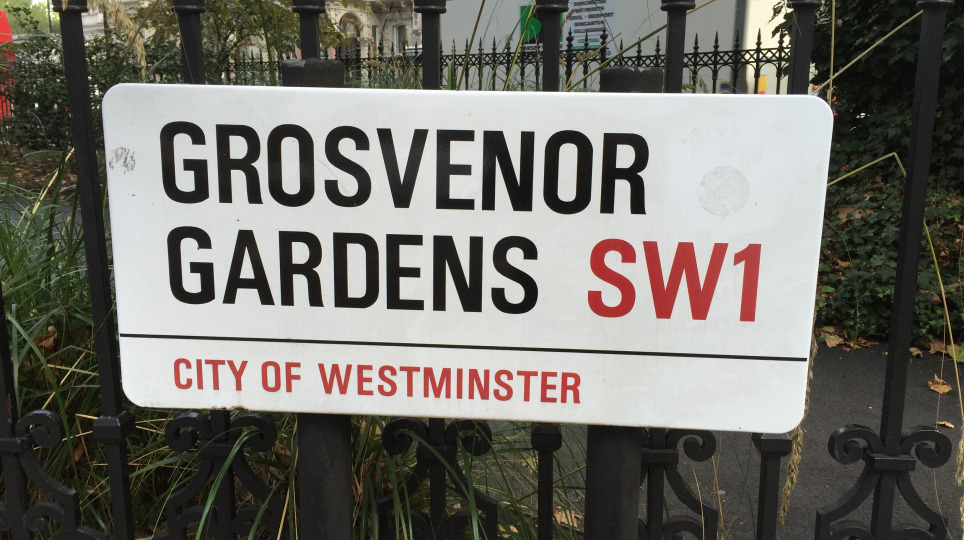 GROSVENOR
GARDENS SW1
CITY OF WESTMINSTER